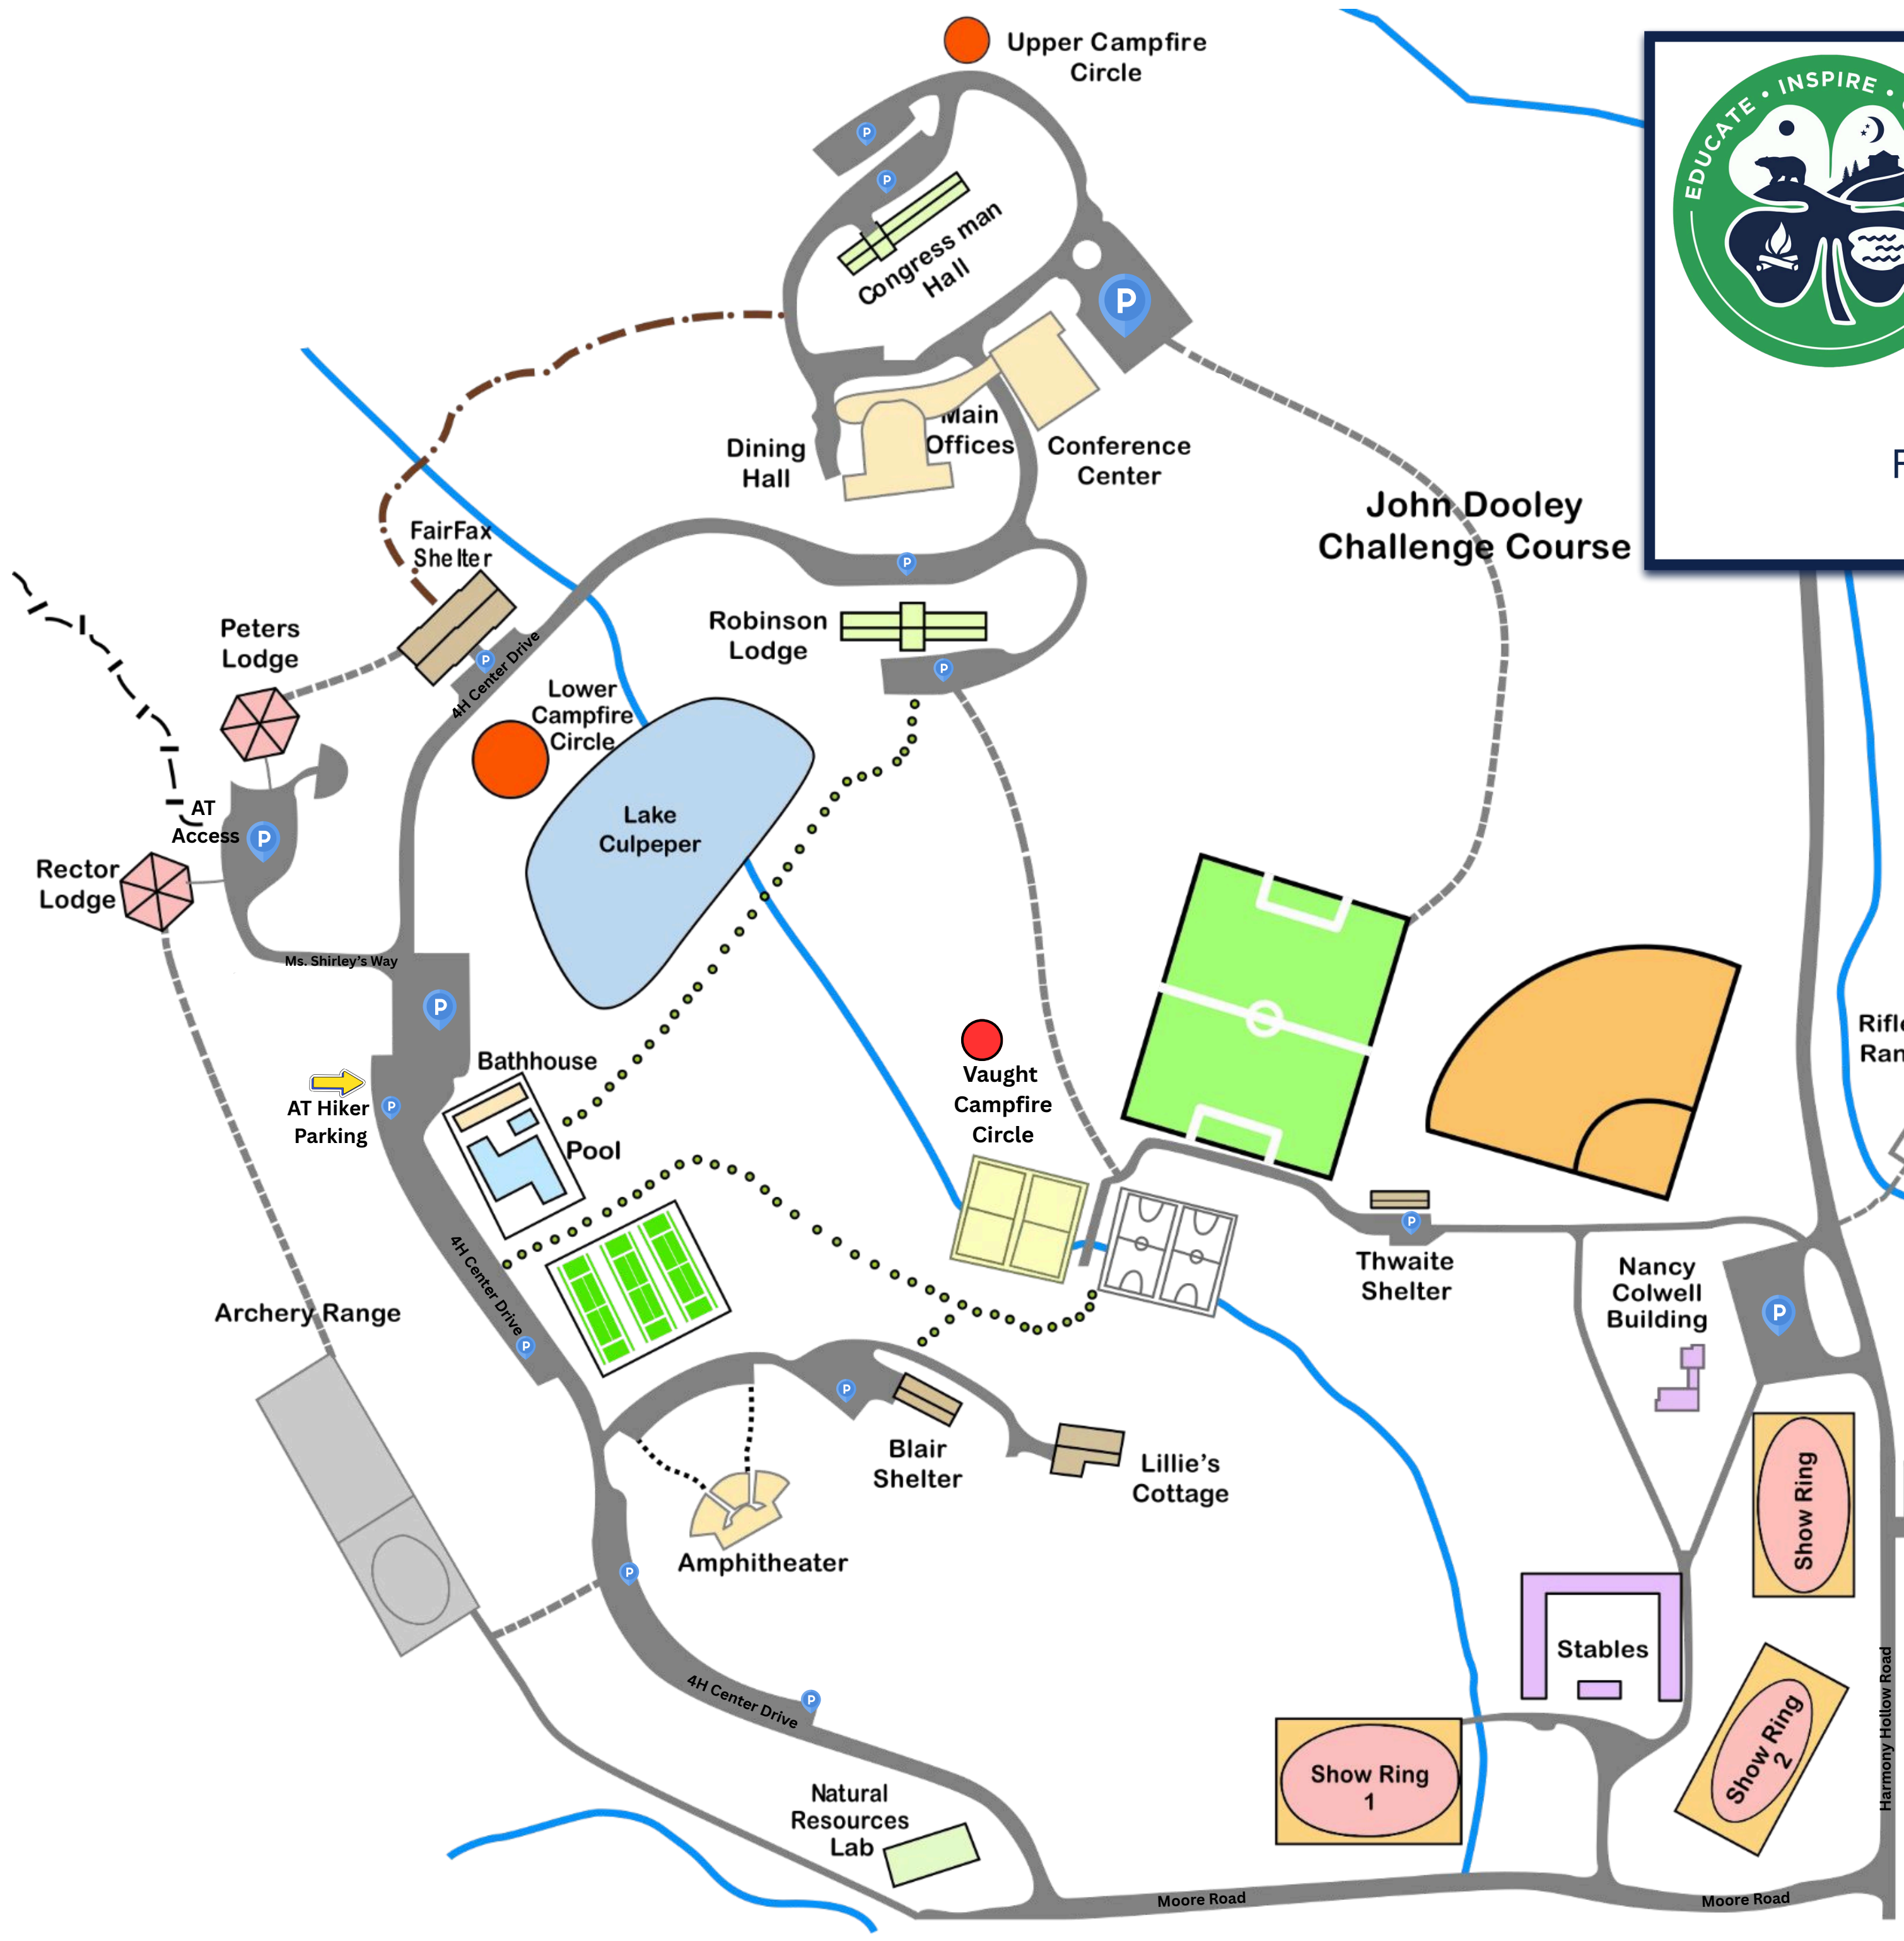 Upper Campfire
Circle
EDUCATE • INSPIRE •
P
P
Congress man
Hall
P
Main
Offices
Dining
Hall
Conference
Center
F
John Dooley
Challenge Course
FairFax
Shelter
P
Robinson
Lodge
Peters
Lodge
P
4H Center Drive
P
Lower
Campfire
Circle
AT
Access
P
Lake
Culpeper
Rector
Lodge
Ms. Shirley's Way
P
Rifle
Ran
Bathhouse
Vaught
Campfire
Circle
AT Hiker
Parking
P
Pool
P
Thwaite
Shelter
4H Center Drive
Nancy
Colwell
Building
P
Archery Range
P
P
Blair
Shelter
Lillie's
Cottage
Show Ring
Amphitheater
P
Stables
4H Center Drive
P
Show Ring
1
Show Ring
2
Harmony Hollow Road
Natural
Resources
Lab
Moore Road
Moore Road